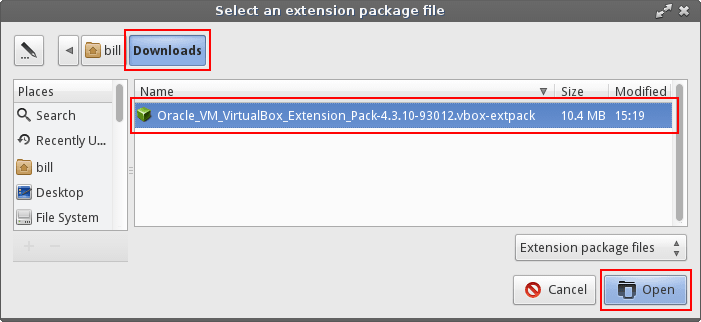 Select an extension package file
bill Downloads
Places
Search
Recently U...
bill
Desktop
File System
Name Size Modified
Oracle_VM_VirtualBox_Extension_Pack-4.3.10-93012.vbox-extpack 10.4 MB 15:19
Extension package files
Cancel Open